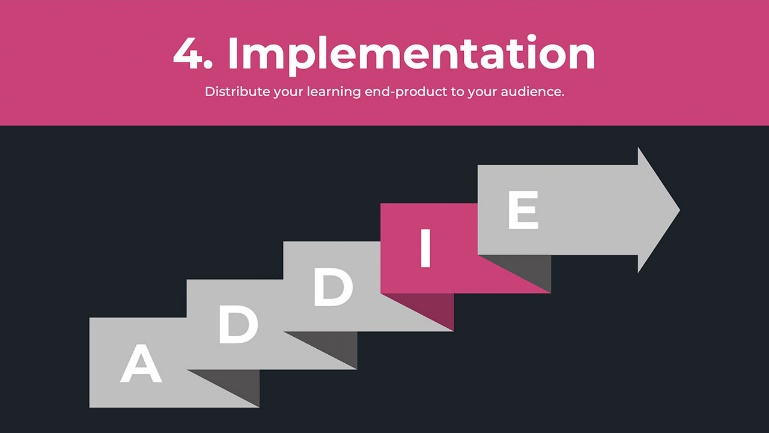 4. Implementation
Distribute your learning end-product to your audience.
A
D
D
I
E